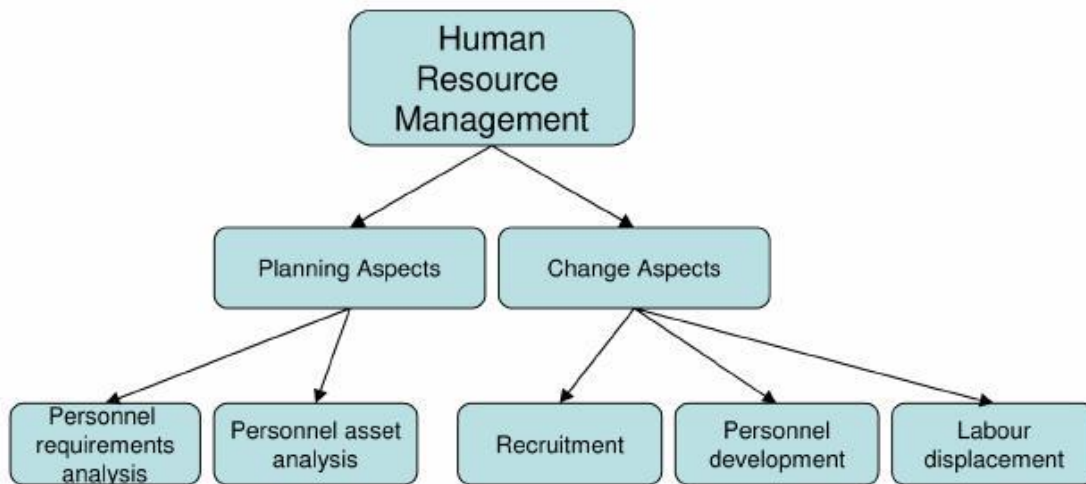 Human
Resource
Management
Planning Aspects
Change Aspects
Personnel
requirements
analysis
Personnel asset
analysis
Recruitment
Personnel
development
Labour
displacement